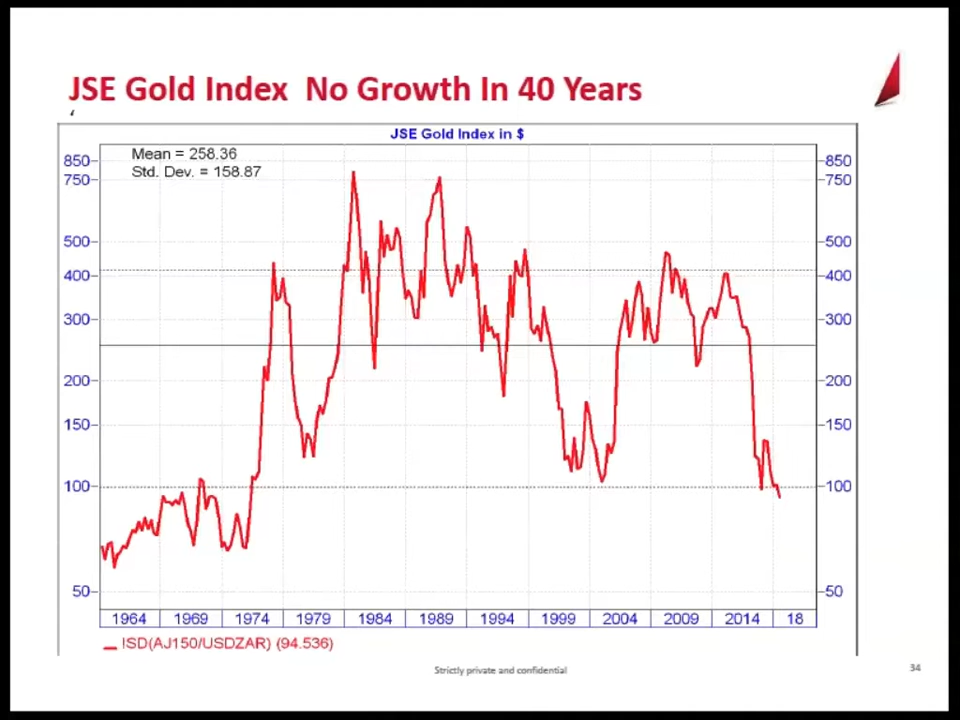 JSE Gold Index No Growth In 40 Years
‘
JSE Gold Index in $
Mean = 258.36
Std. Dev. = 158.87
850 850
750 750
500 500
400 400
300 300
200 200
150 150
100 100
50 50
1964 1969 1974 1979 1984 1989 1994 1999 2004 2009 2014 18
ISD(AJ150/USDZAR) (94.536)
Strictly private and confidential
34